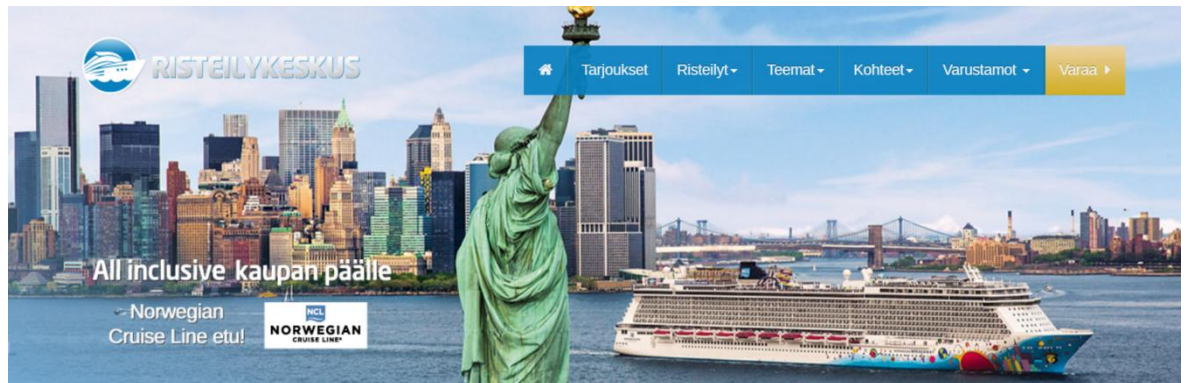 RISTEILYKESKUS
Tarjoukset Risteilyt Teemat Kohteet Varustamot Varaa
All inclusive kaupan päälle
Norwegian
Cruise Line etu!
NCL
NORWEGIAN
CRUISE LINE®